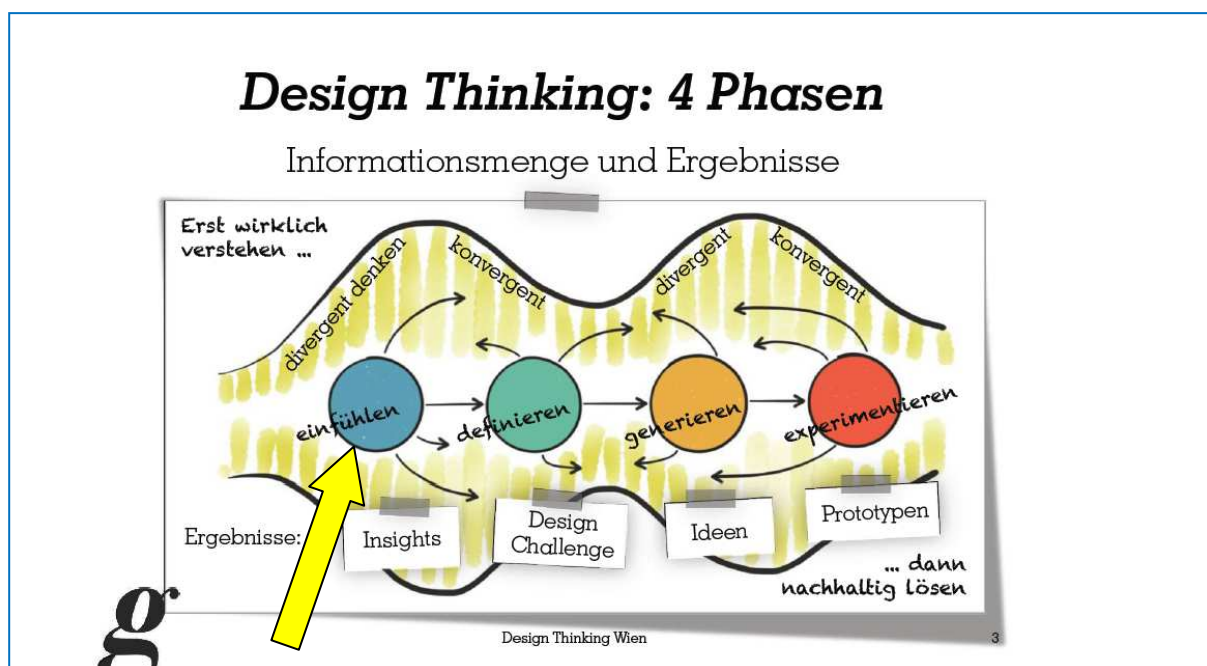 Design Thinking: 4 Phasen
Informationsmenge und Ergebnisse
Erst wirklich
verstehen ...
divergent denken
konvergent
divergent
konvergent
einfühlen
definieren
generieren
experimentieren
Ergebnisse:
Insights
Design
Challenge
Ideen
Prototypen
... dann
nachhaltig lösen
g
Design Thinking Wien
3